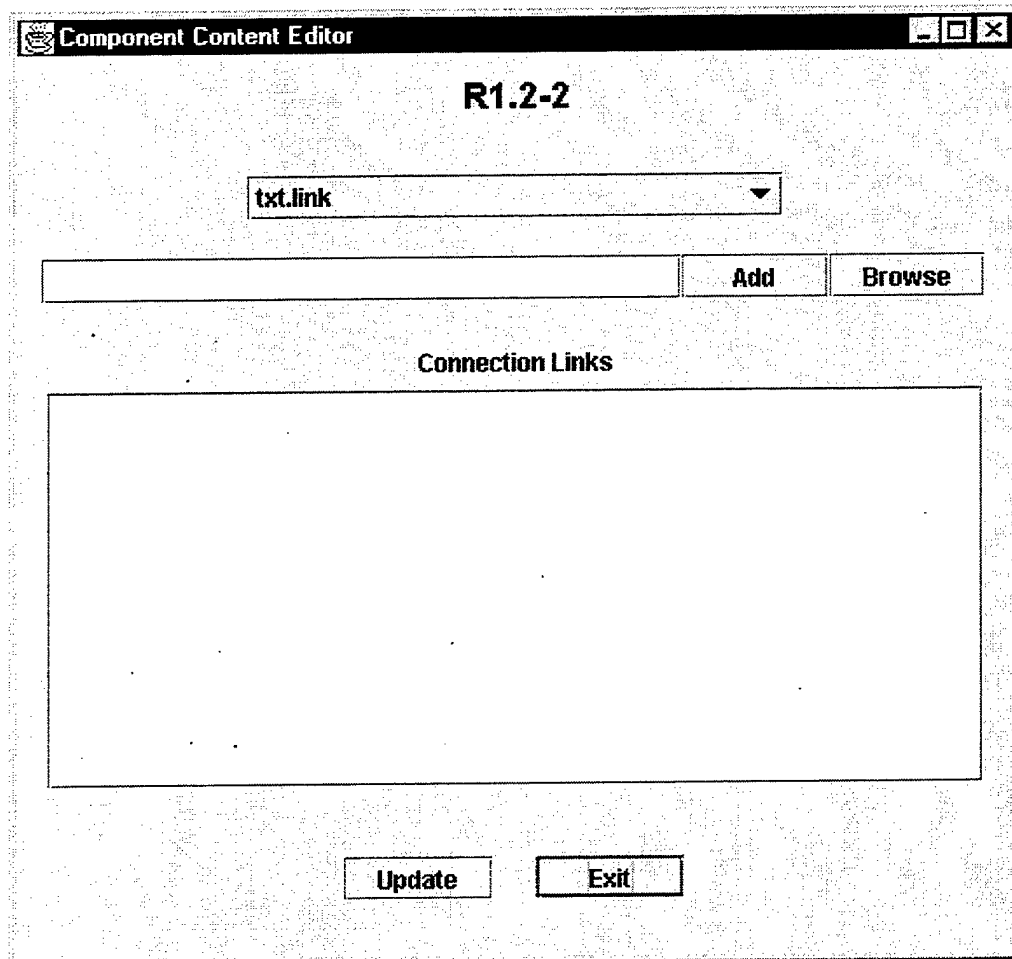 Component Content Editor
R1.2-2
txt.link
Add Browse
Connection Links
Update Exit